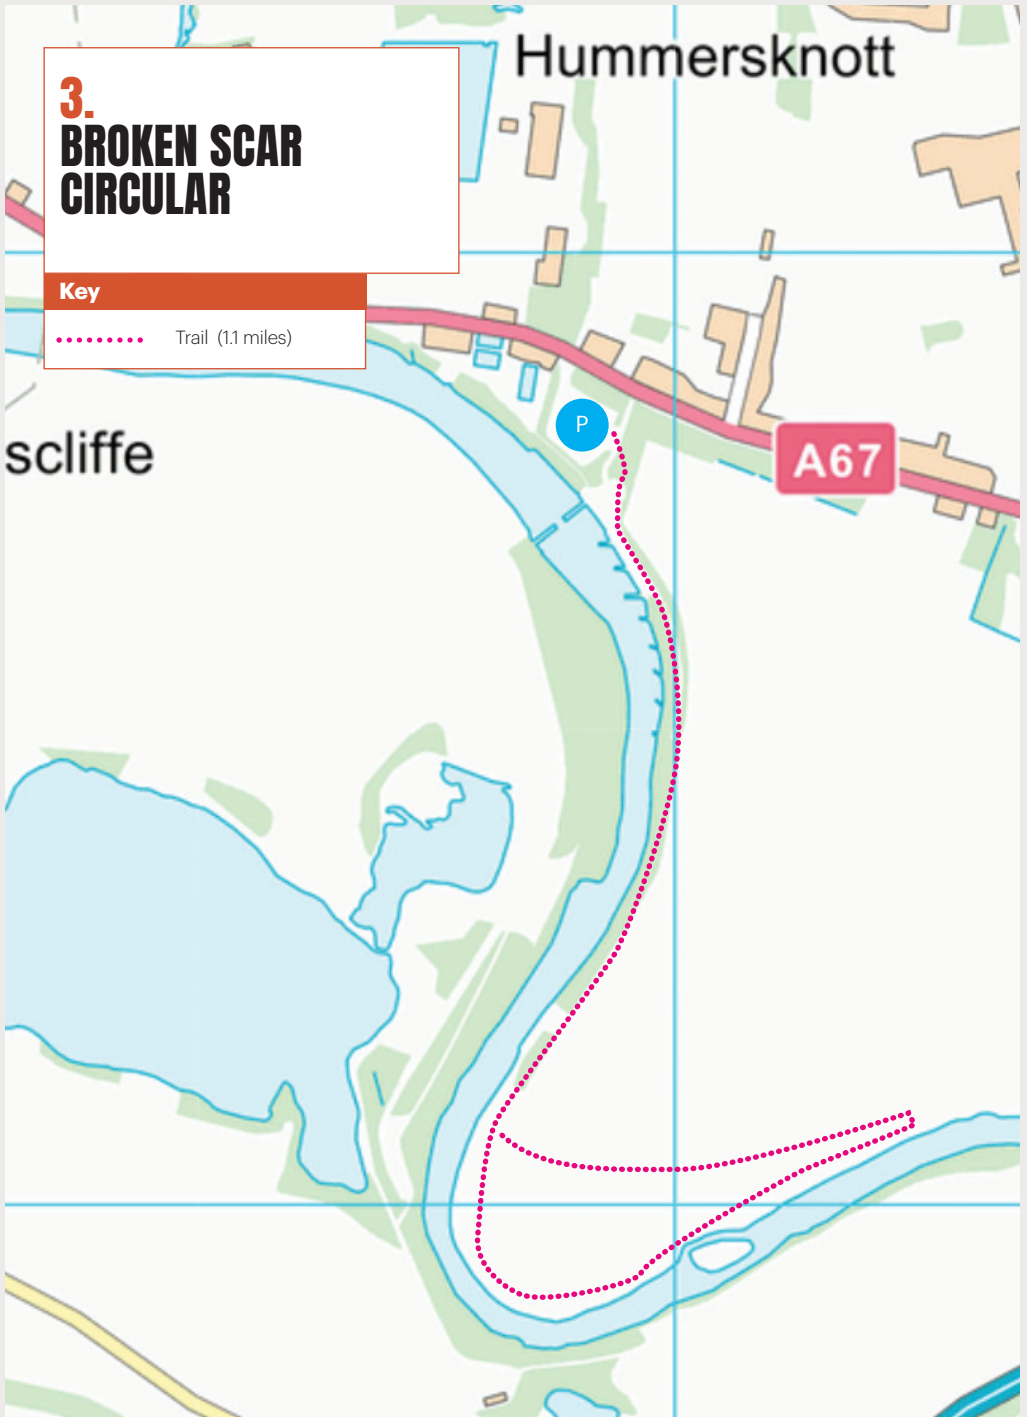 Hummersknott
3.
BROKEN SCAR
CIRCULAR
Key
Trail (1.1 miles)
P
scliffe
A67